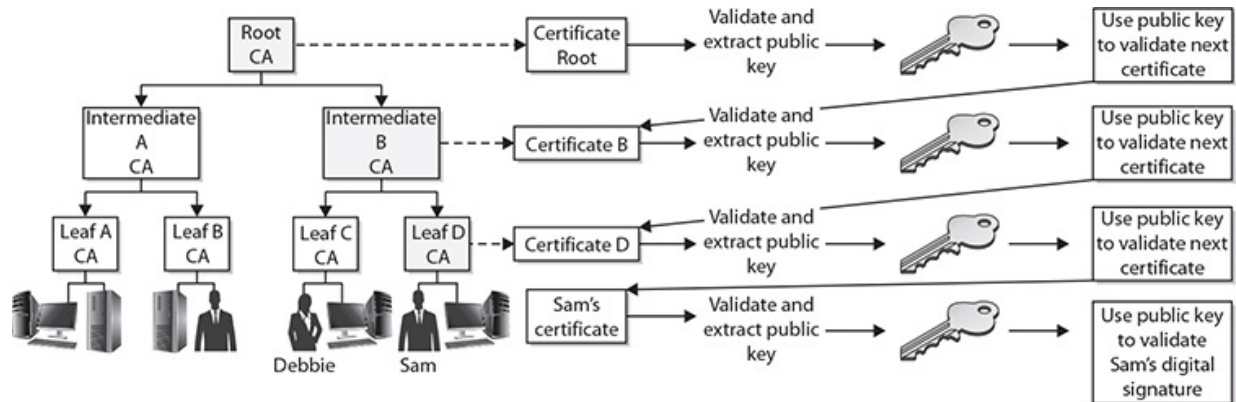 Root
CA
Certificate
Root
Validate and
extract public
key
Use public key
to validate next
certificate
Intermediate
A
CA
Intermediate
B
CA
Certificate B
Validate and
extract public
key
Use public key
to validate next
certificate
Leaf A
CA
Leaf B
CA
Leaf C
CA
Leaf D
CA
Certificate D
Validate and
extract public
key
Use public key
to validate next
certificate
Debbie
Sam
Sam's
certificate
Validate and
extract public
key
Use public key
to validate
Sam's digital
signature